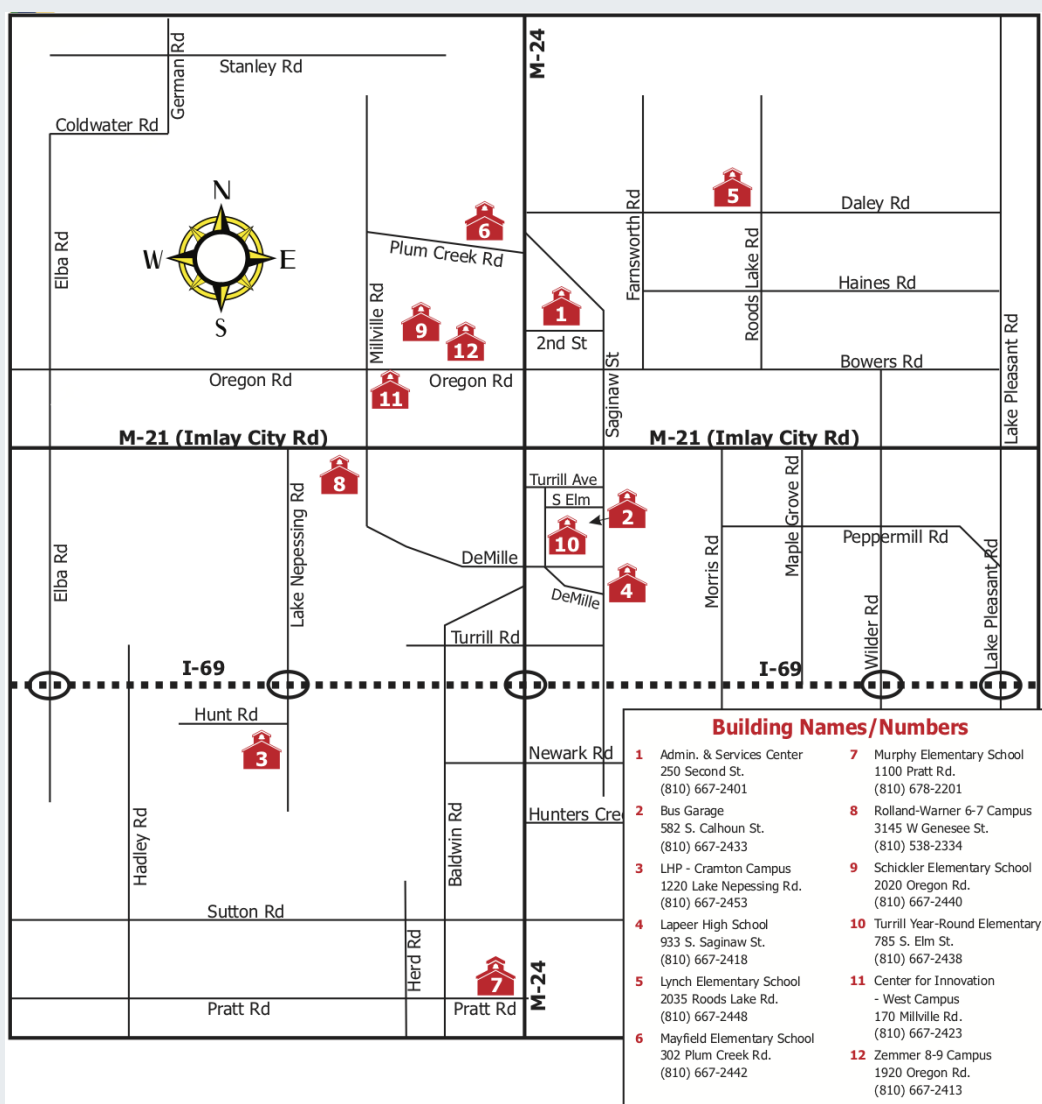 M-24
German Rd
Stanley Rd
Coldwater Rd
N
W
E
S
Elba Rd
Millville Rd
6
Plum Creek Rd
5
Daley Rd
Farnsworth Rd
Roods Lake Rd
Haines Rd
Lake Pleasant Rd
9
12
1
2nd St
Saginaw St
Bowers Rd
Oregon Rd
Oregon Rd
11
M-21 (Imlay City Rd)
M-21 (Imlay City Rd)
8
Turrill Ave
S Elm
2
10
Elba Rd
Lake Nepessing Rd
DeMille
DeMille
4
Morris Rd
Maple Grove Rd
Peppermill Rd
Wilder Rd
Lake Pleasant Rd
Turrill Rd
I-69
I-69
Hunt Rd
3
Newark Rd
Hadley Rd
Baldwin Rd
Hunters Cre
Sutton Rd
Herd Rd
7
M-24
Pratt Rd
Pratt Rd
Building Names/Numbers
1 Admin. & Services Center
250 Second St.
(810) 667-2401
2 Bus Garage
582 S. Calhoun St.
(810) 667-2433
3 LHP - Cramton Campus
1220 Lake Nepessing Rd.
(810) 667-2453
4 Lapeer High School
933 S. Saginaw St.
(810) 667-2418
5 Lynch Elementary School
2035 Roods Lake Rd.
(810) 667-2448
6 Mayfield Elementary School
302 Plum Creek Rd.
(810) 667-2442
7 Murphy Elementary School
1100 Pratt Rd.
(810) 678-2201
8 Rolland-Warner 6-7 Campus
3145 W Genesee St.
(810) 538-2334
9 Schickler Elementary School
2020 Oregon Rd.
(810) 667-2440
10 Turrill Year-Round Elementary
785 S. Elm St.
(810) 667-2438
11 Center for Innovation
- West Campus
170 Millville Rd.
(810) 667-2423
12 Zemmer 8-9 Campus
1920 Oregon Rd.
(810) 667-2413